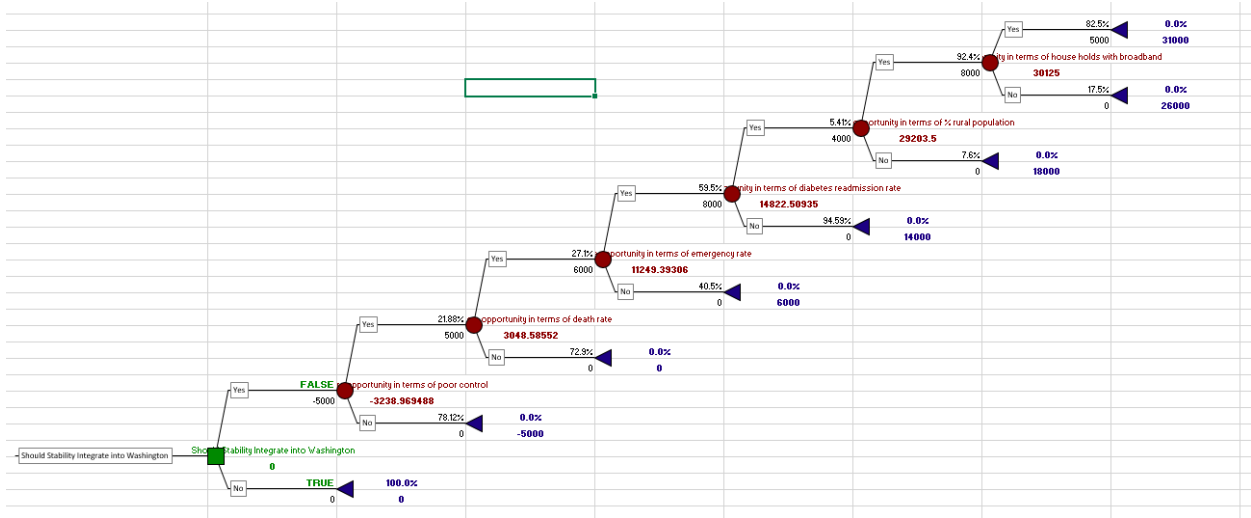 82.5% 0.0%
Yes
5000 31000
92.4% ity in terms of house holds with broadband
Yes
8000 30125
17.5% 0.0%
No
0 26000
5.41% portunity in terms of % rural population
Yes
4000 29203.5
7.6% 0.0%
No
0 18000
59.5% nity in terms of diabetes readmission rate
Yes
8000 14822.50935
94.59% 0.0%
No
0 14000
27.1% opportunity in terms of emergency rate
Yes
6000 11249.39306
40.5% 0.0%
No
0 6000
21.88% opportunity in terms of death rate
Yes
5000 3048.58552
72.9% 0.0%
No
0 0
FALSE opportunity in terms of poor control
Yes
-5000 -3238.969488
78.12% 0.0%
No
0 -5000
Should Stability Integrate into Washington
Should Stability Integrate into Washington
0
TRUE 100.0%
No
0 0